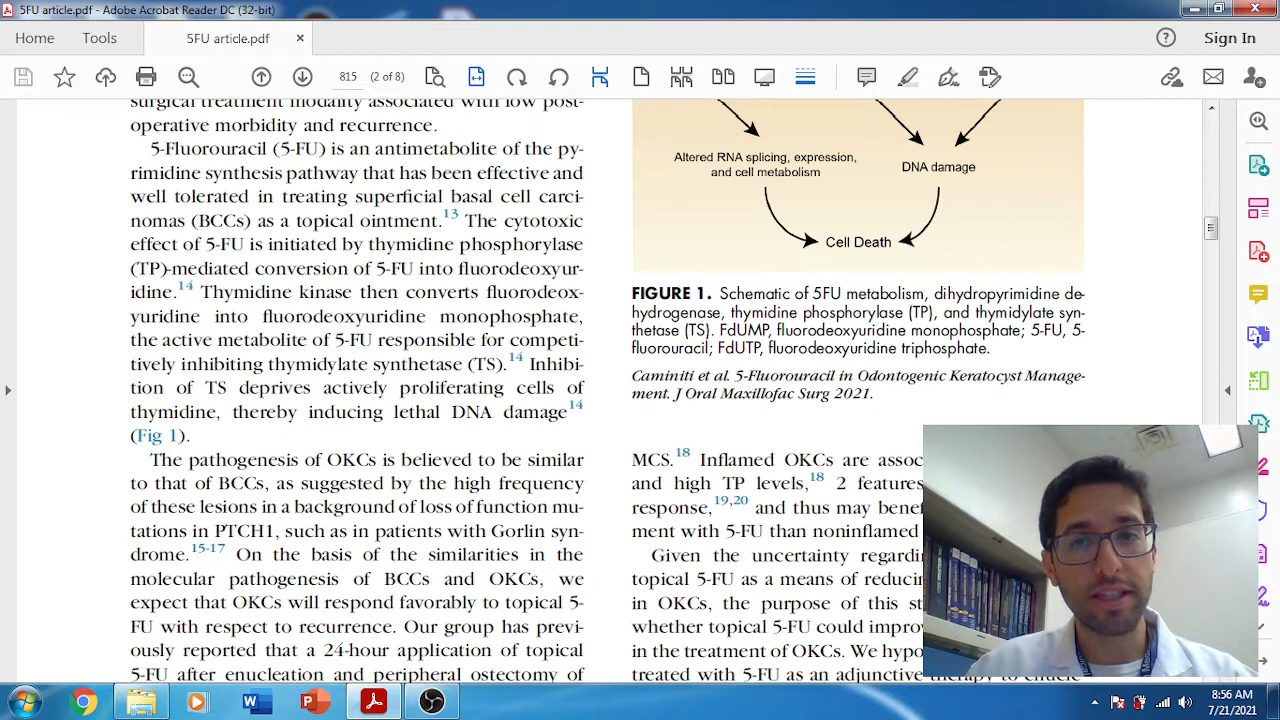 5FU article.pdf - Adobe Acrobat Reader DC (32-bit)
Home
Tools
5FU article.pdf
Sign In
815
(2 of 8)
surgical treatment modality associated with low post-
operative morbidity and recurrence.
5-Fluorouracil (5-FU) is an antimetabolite of the py-
rimidine synthesis pathway that has been effective and
well tolerated in treating superficial basal cell carci-
nomas (BCCs) as a topical ointment.13 The cytotoxic
effect of 5-FU is initiated by thymidine phosphorylase
(TP)-mediated conversion of 5-FU into fluorodeoxyur-
idine.14 Thymidine kinase then converts fluorodeox-
yuridine into fluorodeoxyuridine monophosphate,
the active metabolite of 5-FU responsible for competi-
tively inhibiting thymidylate synthetase (TS).14 Inhibi-
tion of TS deprives actively proliferating cells of
thymidine, thereby inducing lethal DNA damage14
(Fig 1).
The pathogenesis of OKCs is believed to be similar
to that of BCCs, as suggested by the high frequency
of these lesions in a background of loss of function mu-
tations in PTCH1, such as in patients with Gorlin syn-
drome.15-17 On the basis of the similarities in the
molecular pathogenesis of BCCs and OKCs, we
expect that OKCs will respond favorably to topical 5-
FU with respect to recurrence. Our group has previ-
ously reported that a 24-hour application of topical
5-FU after enucleation and peripheral ostectomy of
Altered RNA splicing, expression,
and cell metabolism
DNA damage
Cell Death
FIGURE 1. Schematic of 5FU metabolism, dihydropyrimidine de-
hydrogenase, thymidine phosphorylase (TP), and thymidylate syn-
thetase (TS). FdUMP, fluorodeoxyuridine monophosphate; 5-FU, 5-
fluorouracil; FdUTP, fluorodeoxyuridine triphosphate.
Caminiti et al. 5-Fluorouracil in Odontogenic Keratocyst Manage-
ment. J Oral Maxillofac Surg 2021.
MCS.18 Inflamed OKCs are assoc
and high TP levels,18 2 features
response,19,20 and thus may benef
ment with 5-FU than noninflamed
Given the uncertainty regardi
topical 5-FU as a means of reducin
in OKCs, the purpose of this st
whether topical 5-FU could improv
in the treatment of OKCs. We hypo
treated with 5-FU as an adjunctive therapy to enucle
8:56 AM
7/21/2021